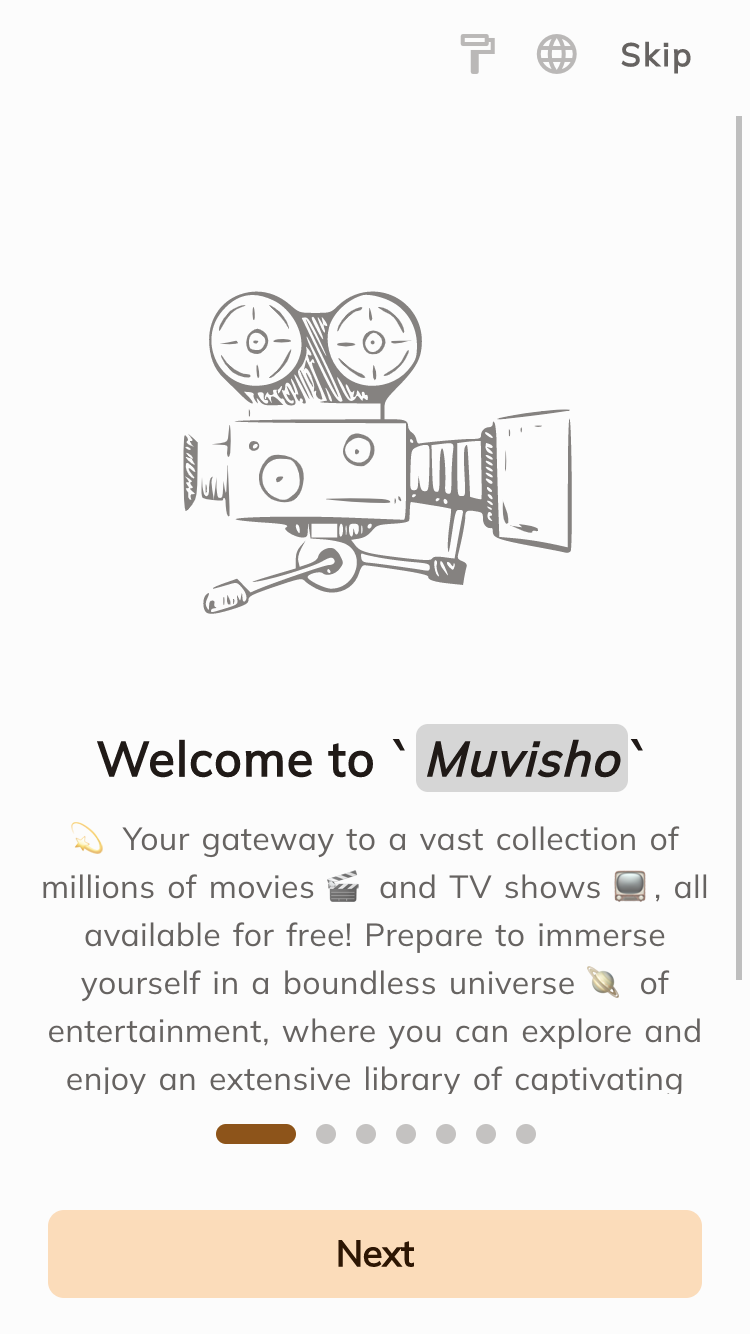 Skip
Welcome to ` Muvisho `
💫 Your gateway to a vast collection of
millions of movies 🎬 and TV shows 📺, all
available for free! Prepare to immerse
yourself in a boundless universe 🪐 of
entertainment, where you can explore and
enjoy an extensive library of captivating
Next